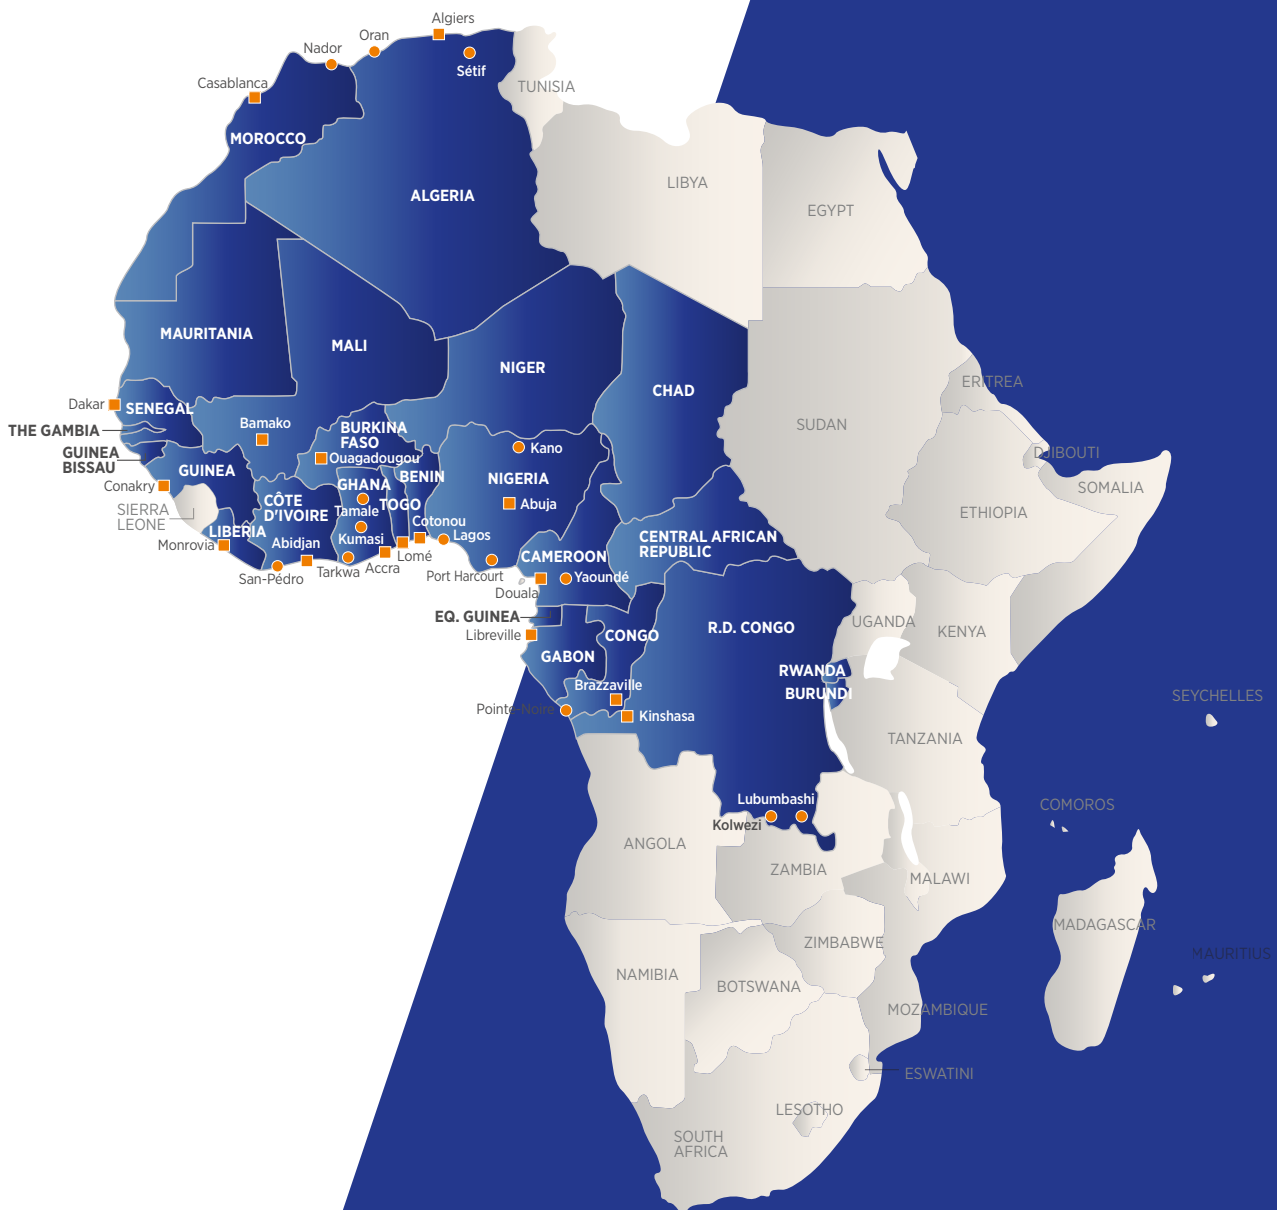 Algiers
Oran
Nador
Sétif
Casablanca
TUNISIA
MOROCCO
LIBYA
ALGERIA
EGYPT
MAURITANIA
MALI
NIGER
CHAD
ERITREA
Dakar
SENEGAL
SUDAN
THE GAMBIA
Bamako
BURKINA
FASO
GUINEA
BISSAU
Kano
DJIBOUTI
Ouagadougou
GUINEA
BENIN
NIGERIA
Conakry
GHANA
SOMALIA
CÔTE
D'IVOIRE
TOGO
Abuja
SIERRA
LEONE
Tamale
ETHIOPIA
LIBERIA
Cotonou
Kumasi
Lagos
CENTRAL AFRICAN
REPUBLIC
Monrovia
Abidjan
Lomé
CAMEROON
San-Pédro
Tarkwa
Accra
Port Harcourt
Yaoundé
Douala
EQ. GUINEA
UGANDA
Libreville
CONGO
R.D. CONGO
KENYA
GABON
RWANDA
Brazzaville
BURUNDI
SEYCHELLES
Pointe-Noire
Kinshasa
TANZANIA
Lubumbashi
COMOROS
Kolwezi
ANGOLA
ZAMBIA
MALAWI
MADAGASCAR
ZIMBABWE
MAURITIUS
NAMIBIA
BOTSWANA
MOZAMBIQUE
ESWATINI
LESOTHO
SOUTH
AFRICA